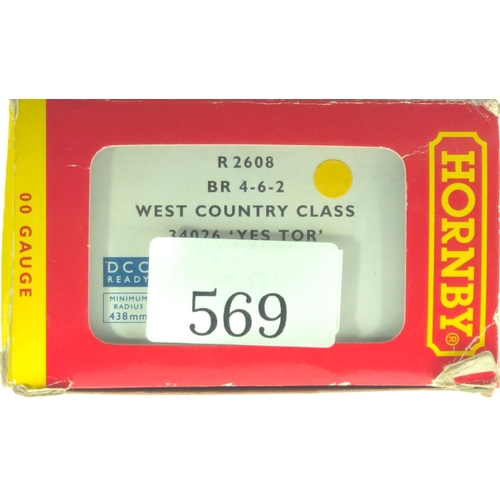 00 GAUGE
R2608
BR 4-6-2
WEST COUNTRY CLASS
34026 'YES TOR'
DCC
READY
MINIMUM
RADIUS
438mm
569
HORNBY®